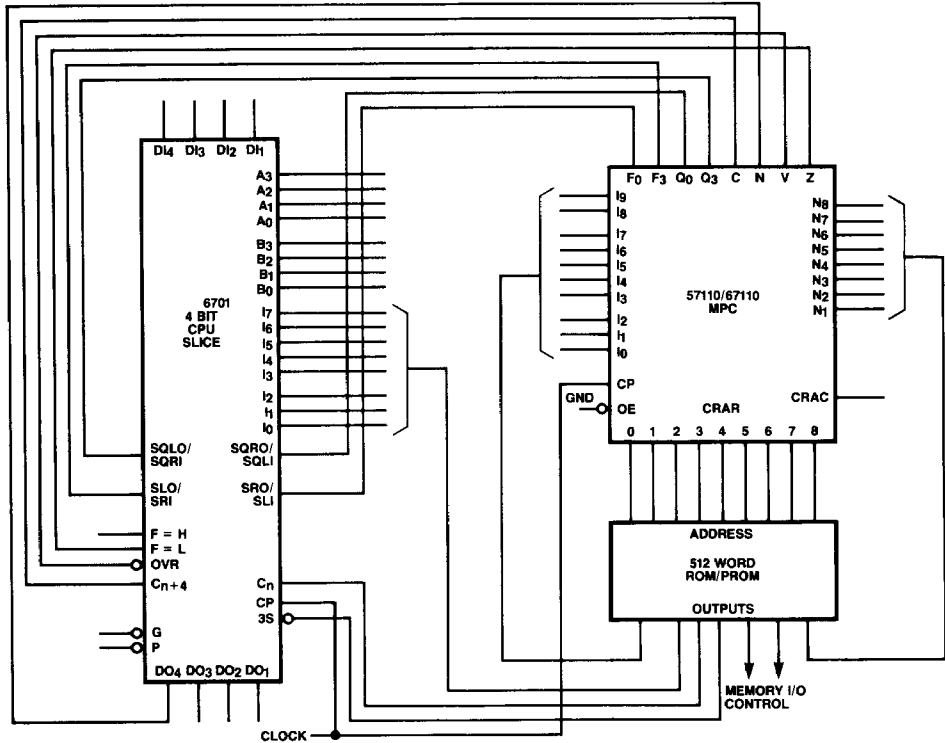 DI4 DI3 DI2 DI1
A3
A2
A1
A0
B3
B2
B1
B0
6701
4 BIT
CPU
SLICE
I7
I6
I5
I4
I3
I2
I1
I0
SQLO/
SQRI
SQRO/
SQLI
SLO/
SRI
SRO/
SLI
F = H
F = L
OVR
Cn+4
Cn
CP
3S
G
P
DO4 DO3 DO2 DO1
CLOCK
F0 F3 Q0 Q3 C N V Z
I9
I8
I7
I6
I5
I4
I3
I2
I1
I0
N8
N7
N6
N5
N4
N3
N2
N1
57110/67110
MPC
CP
GND
OE
CRAR
CRAC
0 1 2 3 4 5 6 7 8
ADDRESS
512 WORD
ROM/PROM
OUTPUTS
MEMORY I/O
CONTROL